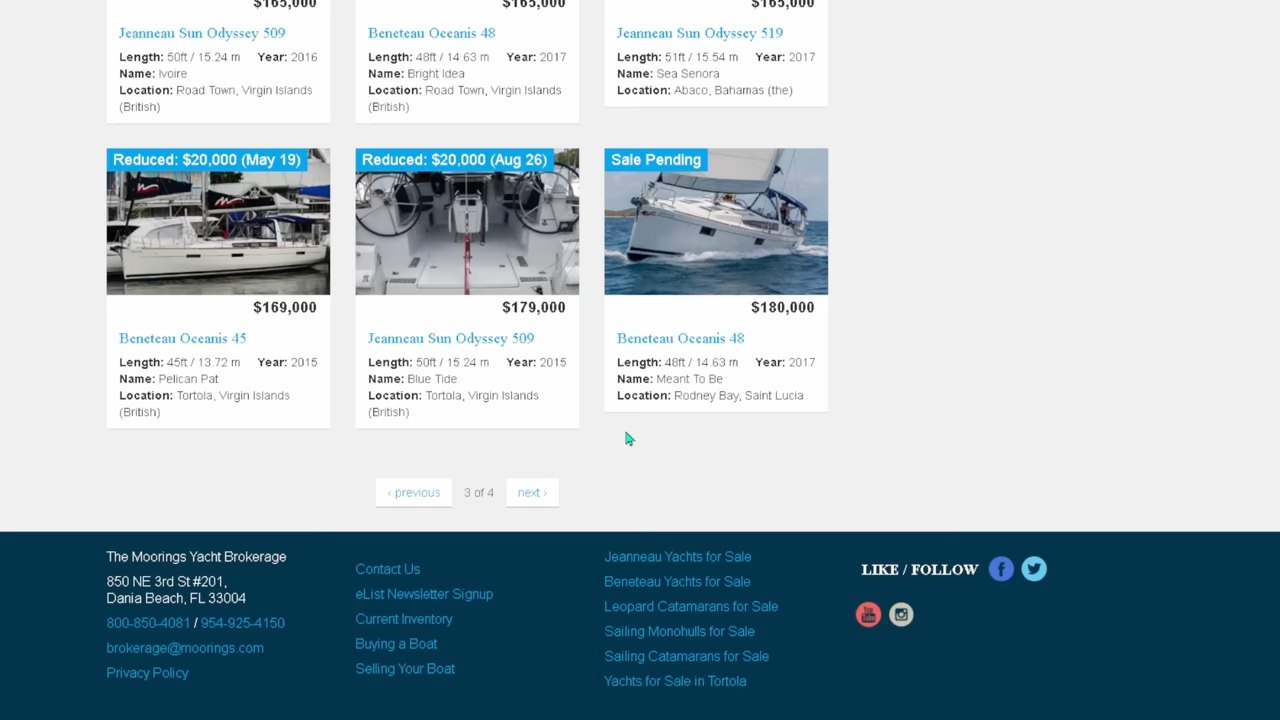 $165,000
$165,000
$165,000
Jeanneau Sun Odyssey 509
Length: 50ft / 15.24 m Year: 2016
Name: Ivoire
Location: Road Town, Virgin Islands
(British)
Beneteau Oceanis 48
Length: 48ft / 14.63 m Year: 2017
Name: Bright Idea
Location: Road Town, Virgin Islands
(British)
Jeanneau Sun Odyssey 519
Length: 51ft / 15.54 m Year: 2017
Name: Sea Senora
Location: Abaco, Bahamas (the)
Reduced: $20,000 (May 19)
$169,000
Beneteau Oceanis 45
Length: 45ft / 13.72 m Year: 2015
Name: Pelican Pat
Location: Tortola, Virgin Islands
(British)
Reduced: $20,000 (Aug 26)
$179,000
Jeanneau Sun Odyssey 509
Length: 50ft / 15.24 m Year: 2015
Name: Blue Tide
Location: Tortola, Virgin Islands
(British)
Sale Pending
$180,000
Beneteau Oceanis 48
Length: 48ft / 14.63 m Year: 2017
Name: Meant To Be
Location: Rodney Bay, Saint Lucia
‹ previous 3 of 4 next ›
The Moorings Yacht Brokerage
850 NE 3rd St #201,
Dania Beach, FL 33004
800-850-4081 / 954-925-4150
brokerage@moorings.com
Privacy Policy
Contact Us
eList Newsletter Signup
Current Inventory
Buying a Boat
Selling Your Boat
Jeanneau Yachts for Sale
Beneteau Yachts for Sale
Leopard Catamarans for Sale
Sailing Monohulls for Sale
Sailing Catamarans for Sale
Yachts for Sale in Tortola
LIKE / FOLLOW
You
Tube